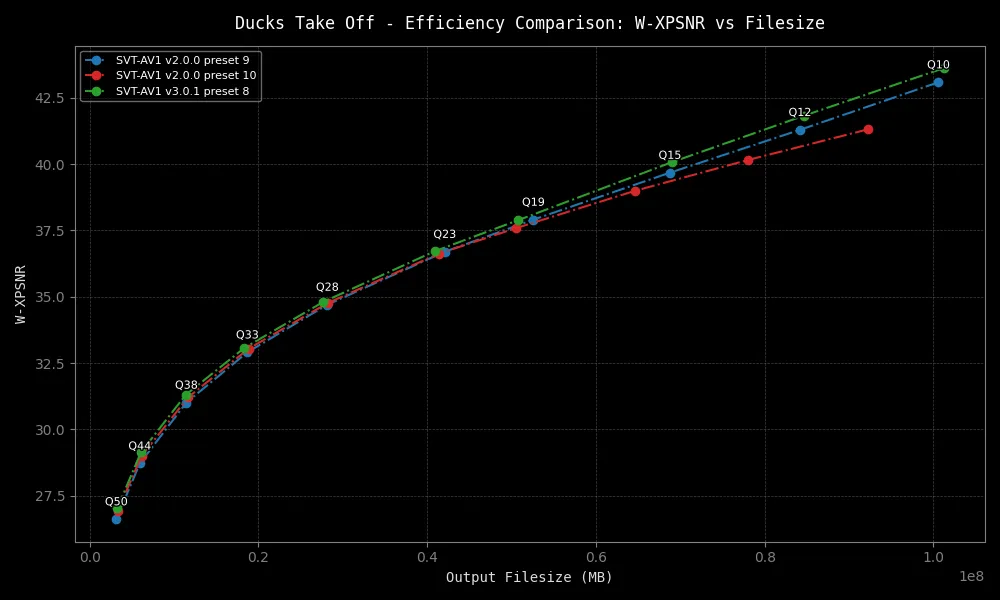 Ducks Take Off - Efficiency Comparison: W-XPSNR vs Filesize
SVT-AV1 v2.0.0 preset 9
SVT-AV1 v2.0.0 preset 10
SVT-AV1 v3.0.1 preset 8
Q10
Q12
Q15
Q19
Q23
Q28
Q33
Q38
Q44
Q50
42.5
40.0
37.5
35.0
32.5
30.0
27.5
W-XPSNR
0.0 0.2 0.4 0.6 0.8 1.0
1e8
Output Filesize (MB)